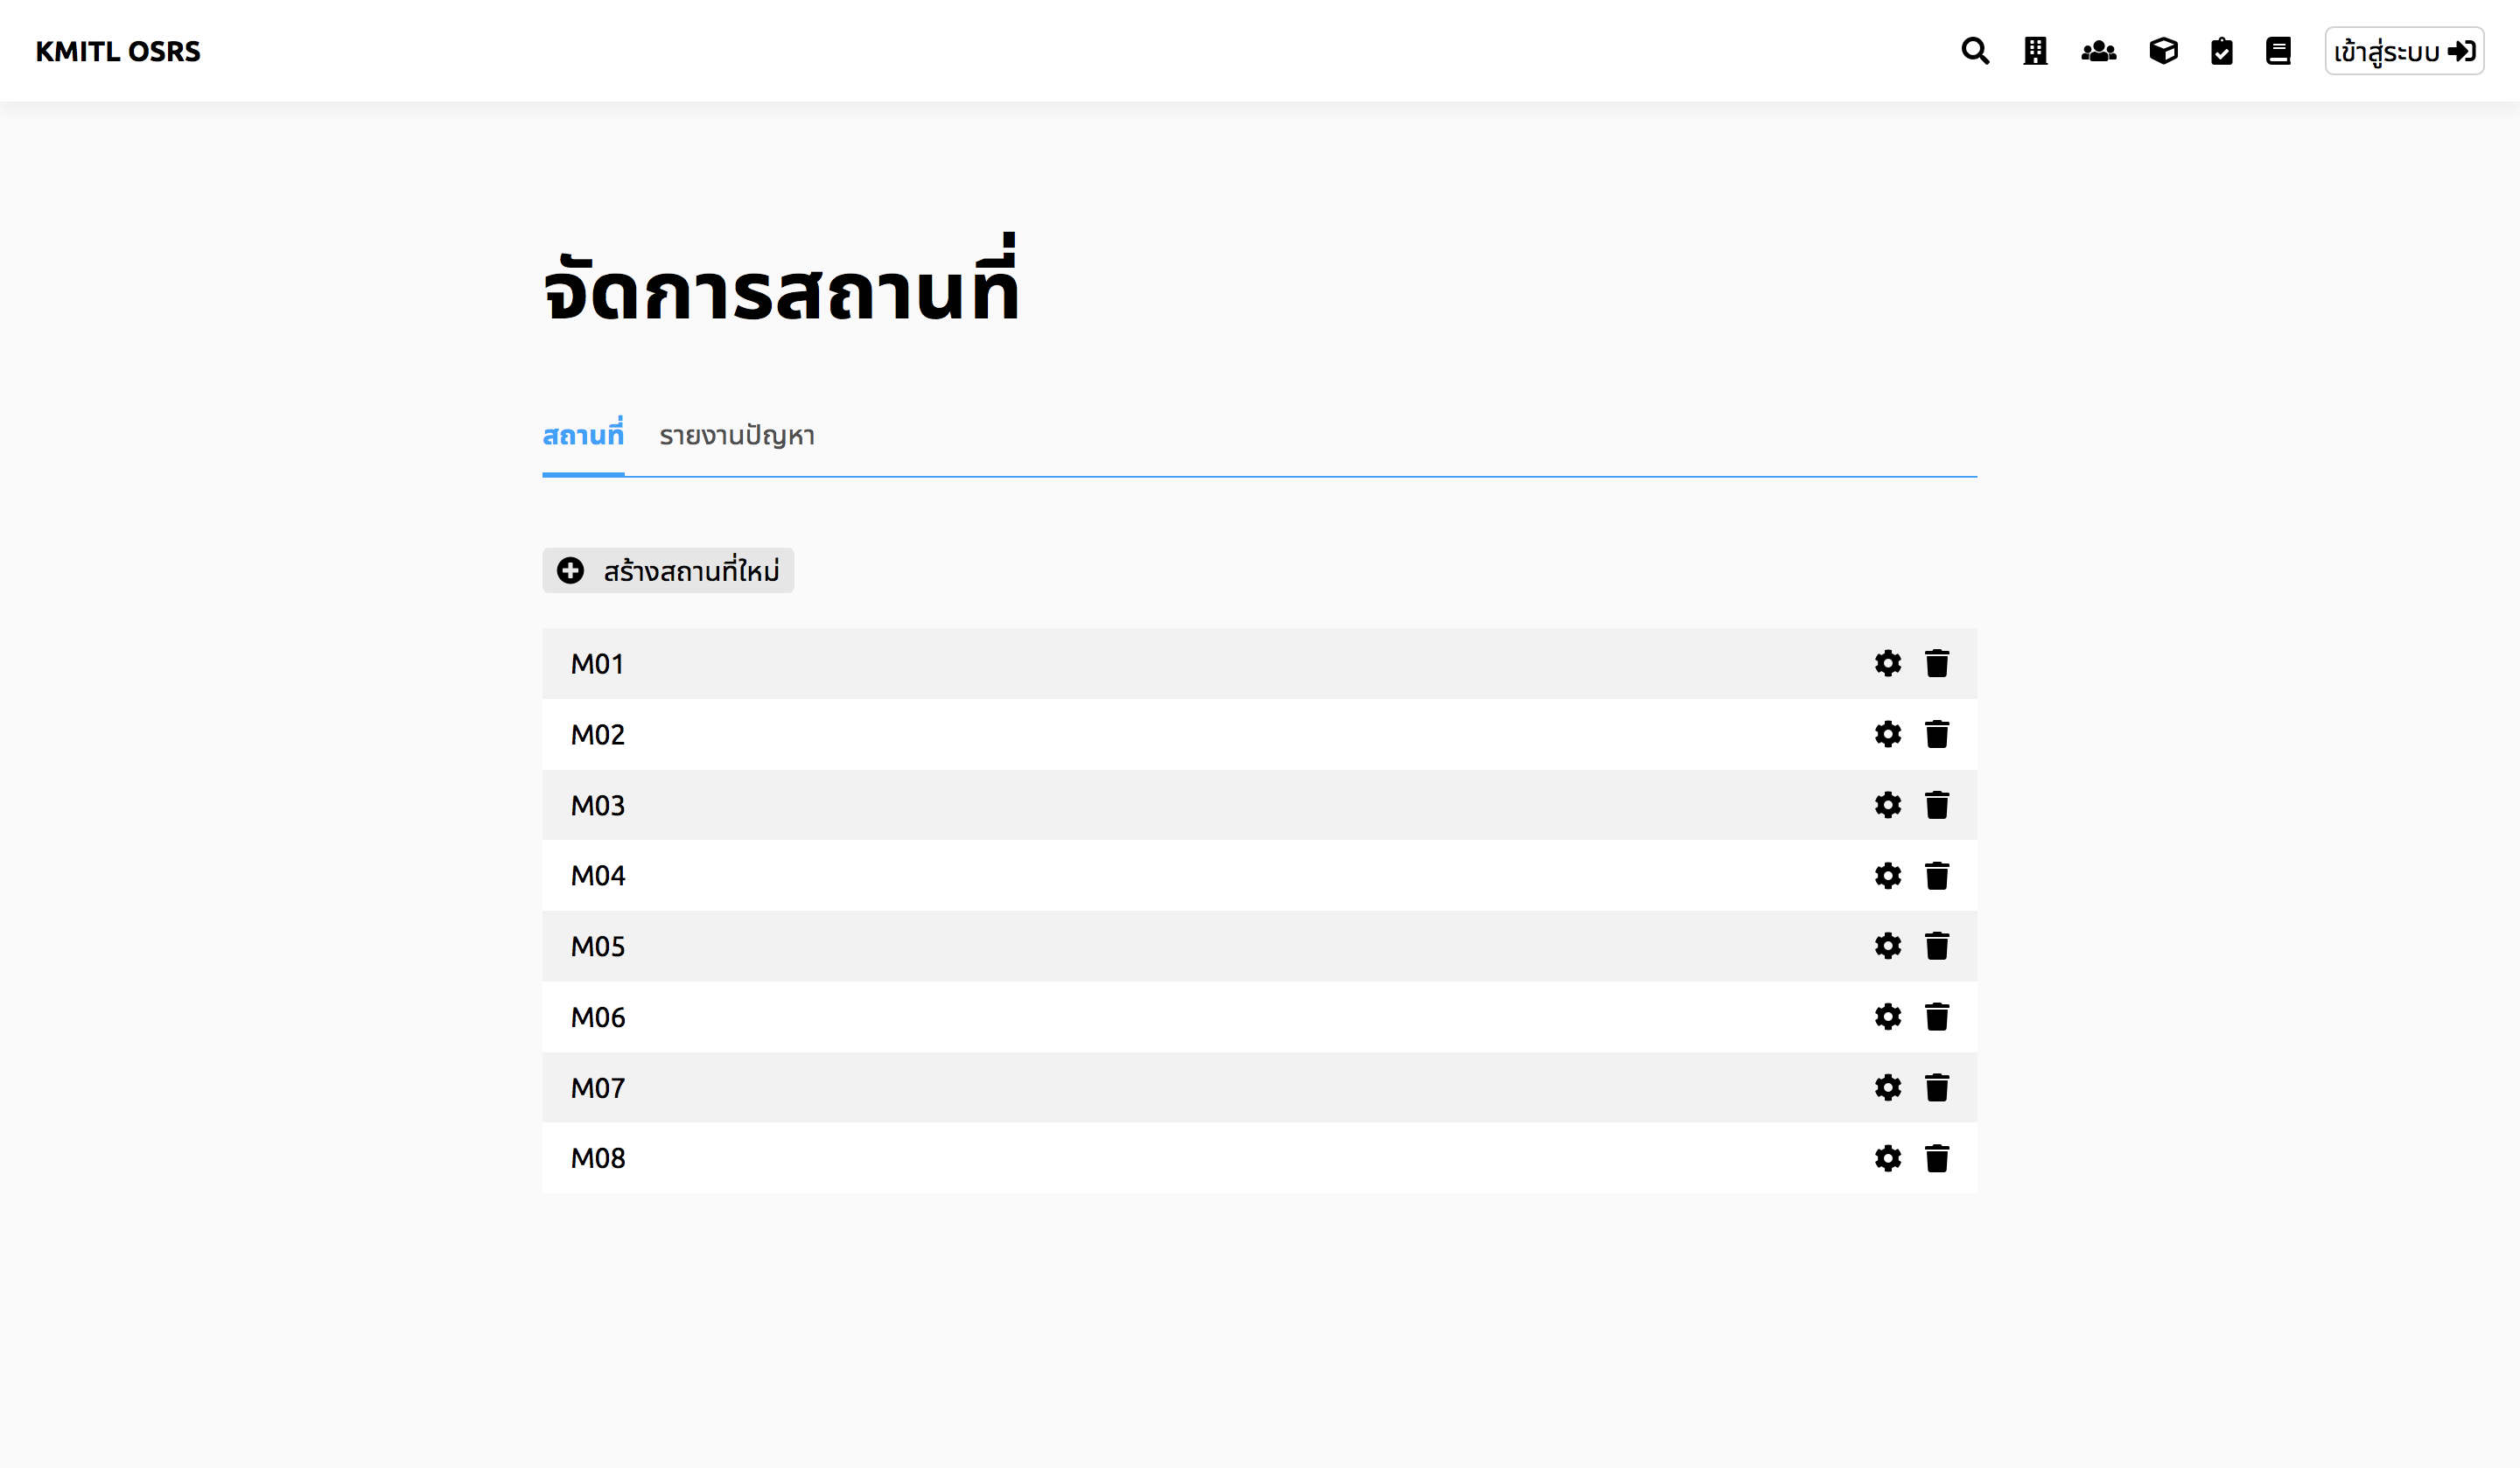 KMITL OSRS
เข้าสู่ระบบ
จัดการสถานที่
สถานที่ รายงานปัญหา
สร้างสถานที่ใหม่
M01
M02
M03
M04
M05
M06
M07
M08